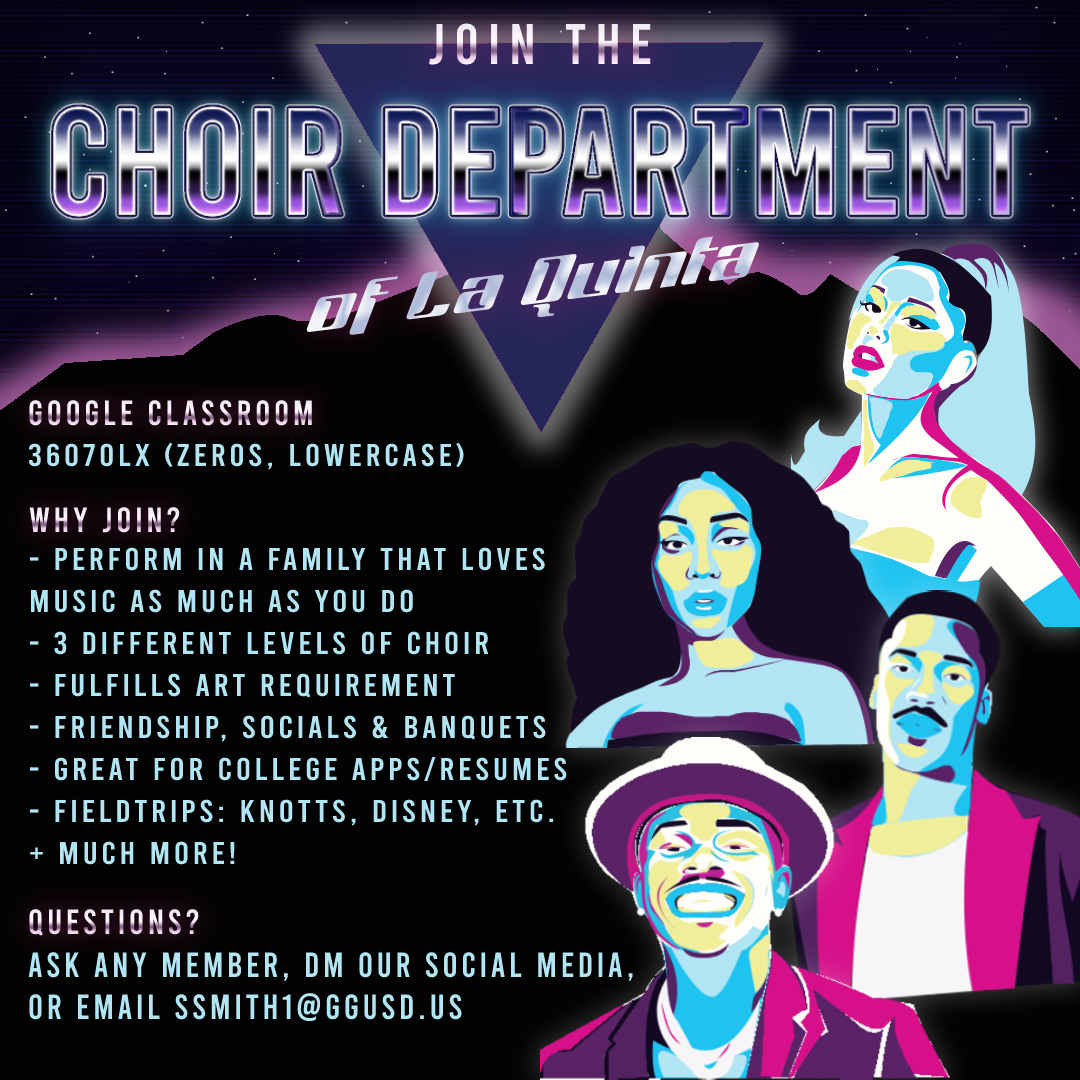 JOIN THE
CHOIR DEPARTMENT
of La Quinta
GOOGLE CLASSROOM
36070LX (ZEROS, LOWERCASE)
WHY JOIN?
- PERFORM IN A FAMILY THAT LOVES
MUSIC AS MUCH AS YOU DO
- 3 DIFFERENT LEVELS OF CHOIR
- FULFILLS ART REQUIREMENT
- FRIENDSHIP, SOCIALS & BANQUETS
- GREAT FOR COLLEGE APPS/RESUMES
- FIELDTRIPS: KNOTTS, DISNEY, ETC.
+ MUCH MORE!
QUESTIONS?
ASK ANY MEMBER, DM OUR SOCIAL MEDIA,
OR EMAIL SSMITH1@GGUSD.US